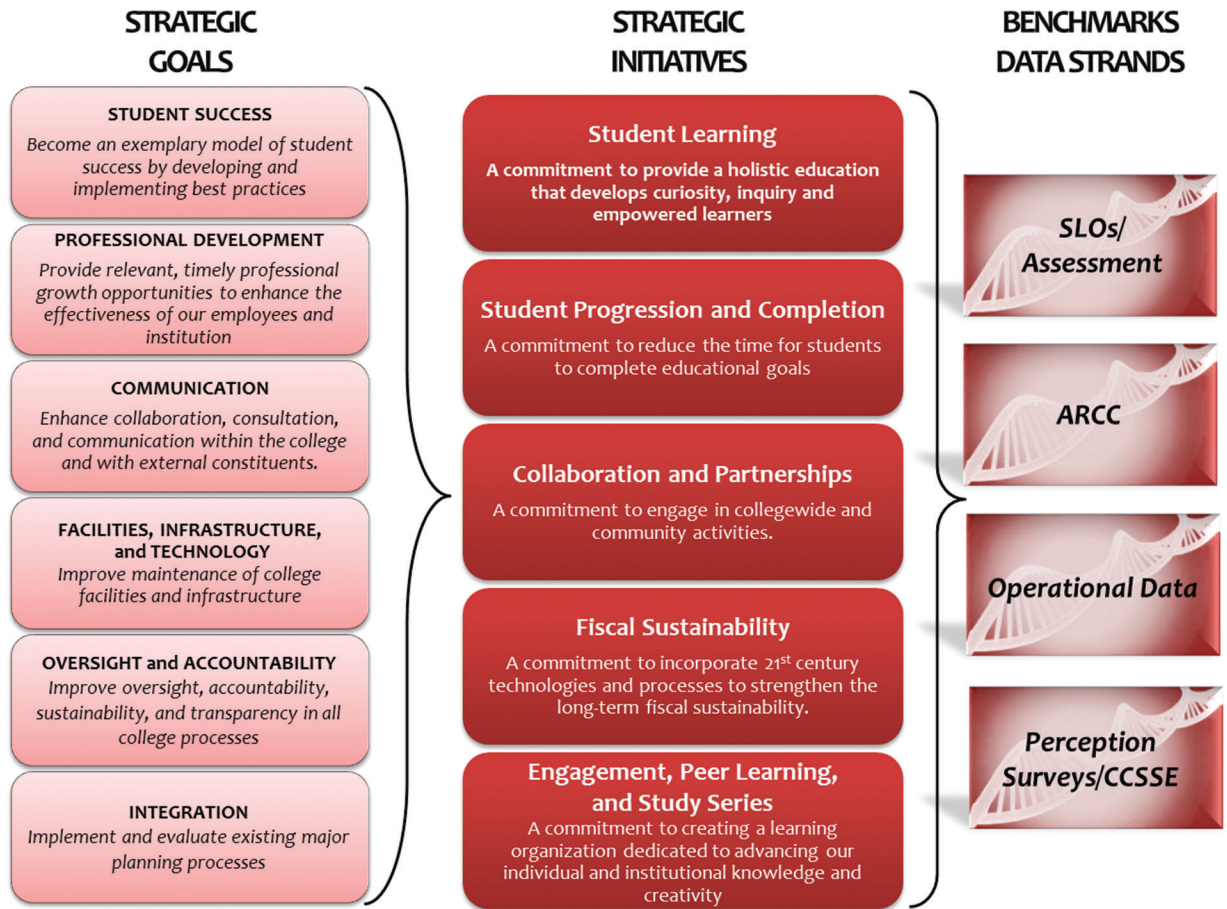 STRATEGIC
GOALS
STUDENT SUCCESS
Become an exemplary model of student
success by developing and
implementing best practices
PROFESSIONAL DEVELOPMENT
Provide relevant, timely professional
growth opportunities to enhance the
effectiveness of our employees and
institution
COMMUNICATION
Enhance collaboration, consultation,
and communication within the college
and with external constituents.
FACILITIES, INFRASTRUCTURE,
and TECHNOLOGY
Improve maintenance of college
facilities and infrastructure
OVERSIGHT and ACCOUNTABILITY
Improve oversight, accountability,
sustainability, and transparency in all
college processes
INTEGRATION
Implement and evaluate existing major
planning processes
STRATEGIC
INITIATIVES
Student Learning
A commitment to provide a holistic education
that develops curiosity, inquiry and
empowered learners
Student Progression and Completion
A commitment to reduce the time for students
to complete educational goals
Collaboration and Partnerships
A commitment to engage in collegewide and
community activities.
Fiscal Sustainability
A commitment to incorporate 21st century
technologies and processes to strengthen the
long-term fiscal sustainability.
Engagement, Peer Learning,
and Study Series
A commitment to creating a learning
organization dedicated to advancing our
individual and institutional knowledge and
creativity
BENCHMARKS
DATA STRANDS
SLOs/
Assessment
ARCC
Operational Data
Perception
Surveys/CCSSE